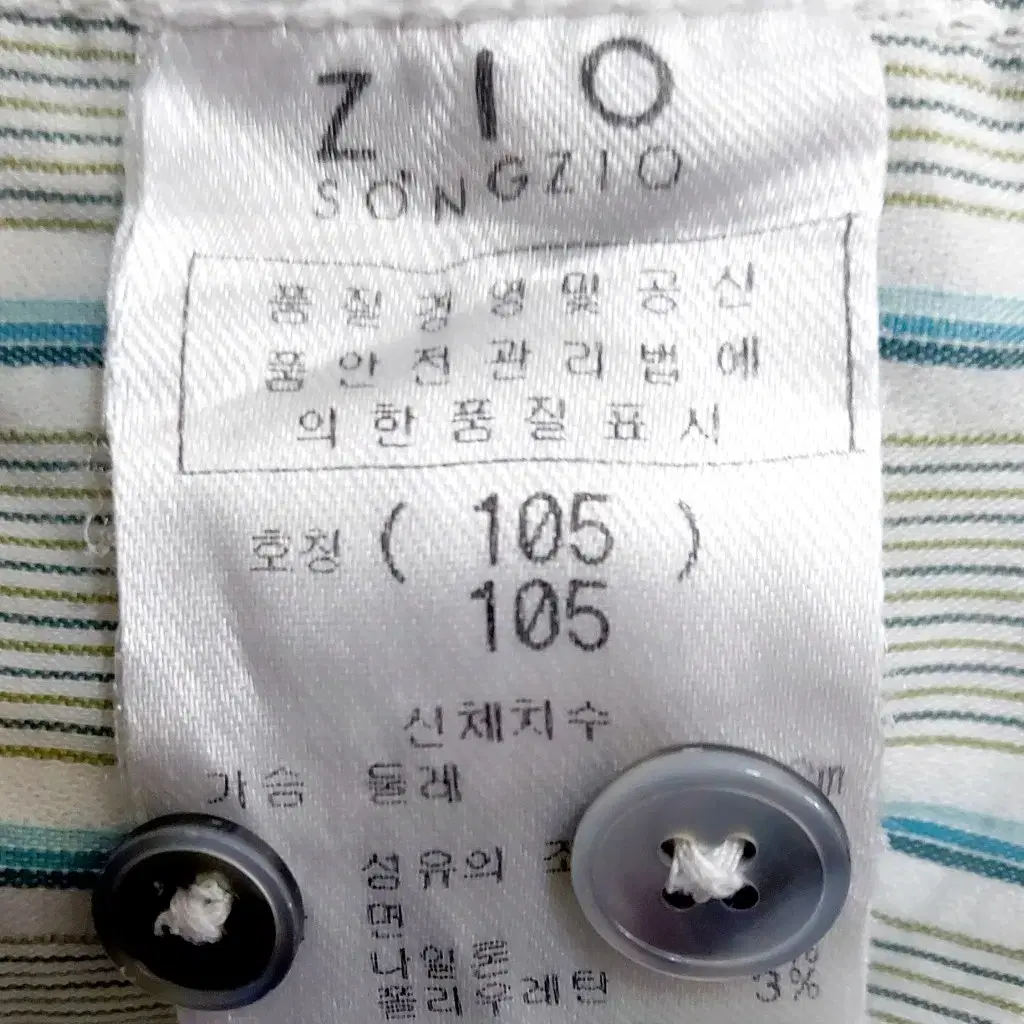 ZIO
SONGZIO
품질경영및공신
품안전관리법에
의한품질표시
호칭 ( 105 )
105
신체치수
가슴 둘레
섬유의
면
나일론
폴리우레탄 3%